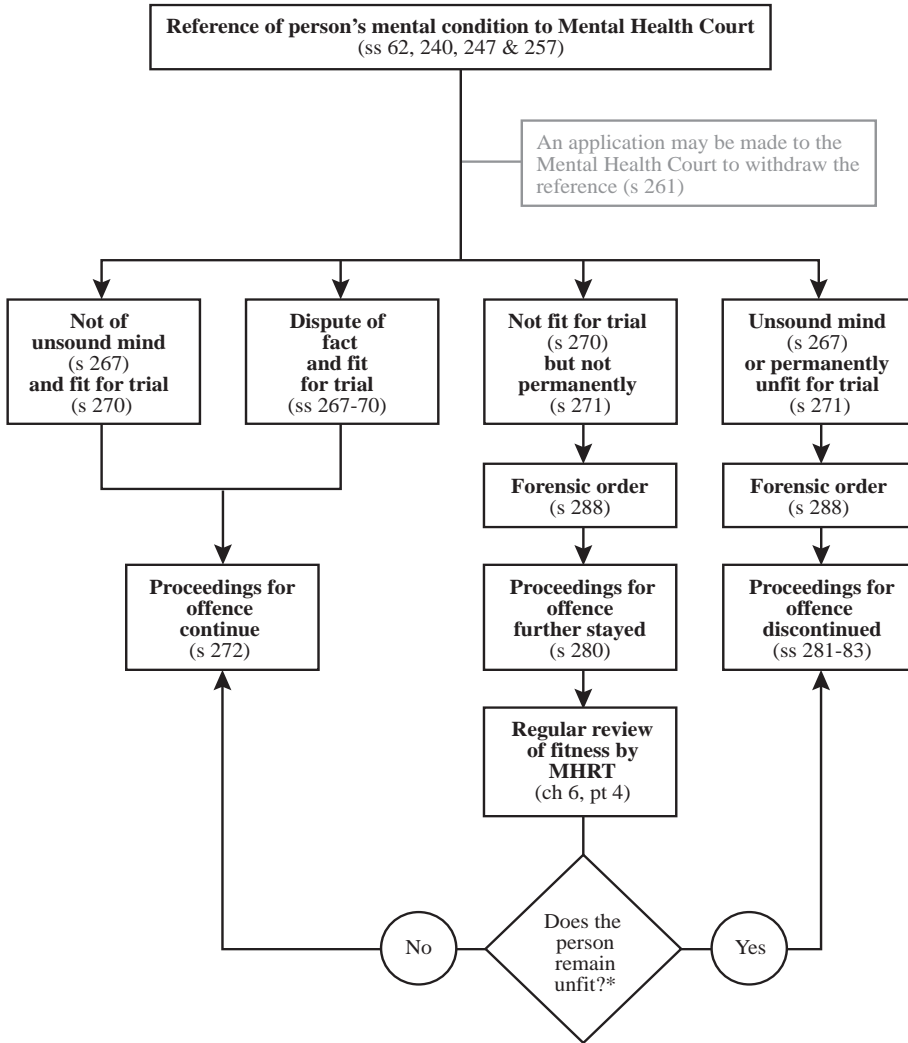 Reference of person's mental condition to Mental Health Court
(ss 62, 240, 247 & 257)
An application may be made to the
Mental Health Court to withdraw the
reference (s 261)
Not of
unsound mind
(s 267)
and fit for trial
(s 270)
Dispute of
fact
and fit
for trial
(ss 267-70)
Not fit for trial
(s 270)
but not
permanently
(s 271)
Unsound mind
(s 267)
or permanently
unfit for trial
(s 271)
Forensic order
(s 288)
Forensic order
(s 288)
Proceedings for
offence
continue
(s 272)
Proceedings for
offence
further stayed
(s 280)
Proceedings for
offence
discontinued
(ss 281-83)
Regular review
of fitness by
MHRT
(ch 6, pt 4)
No
Does the
person
remain
unfit?*
Yes